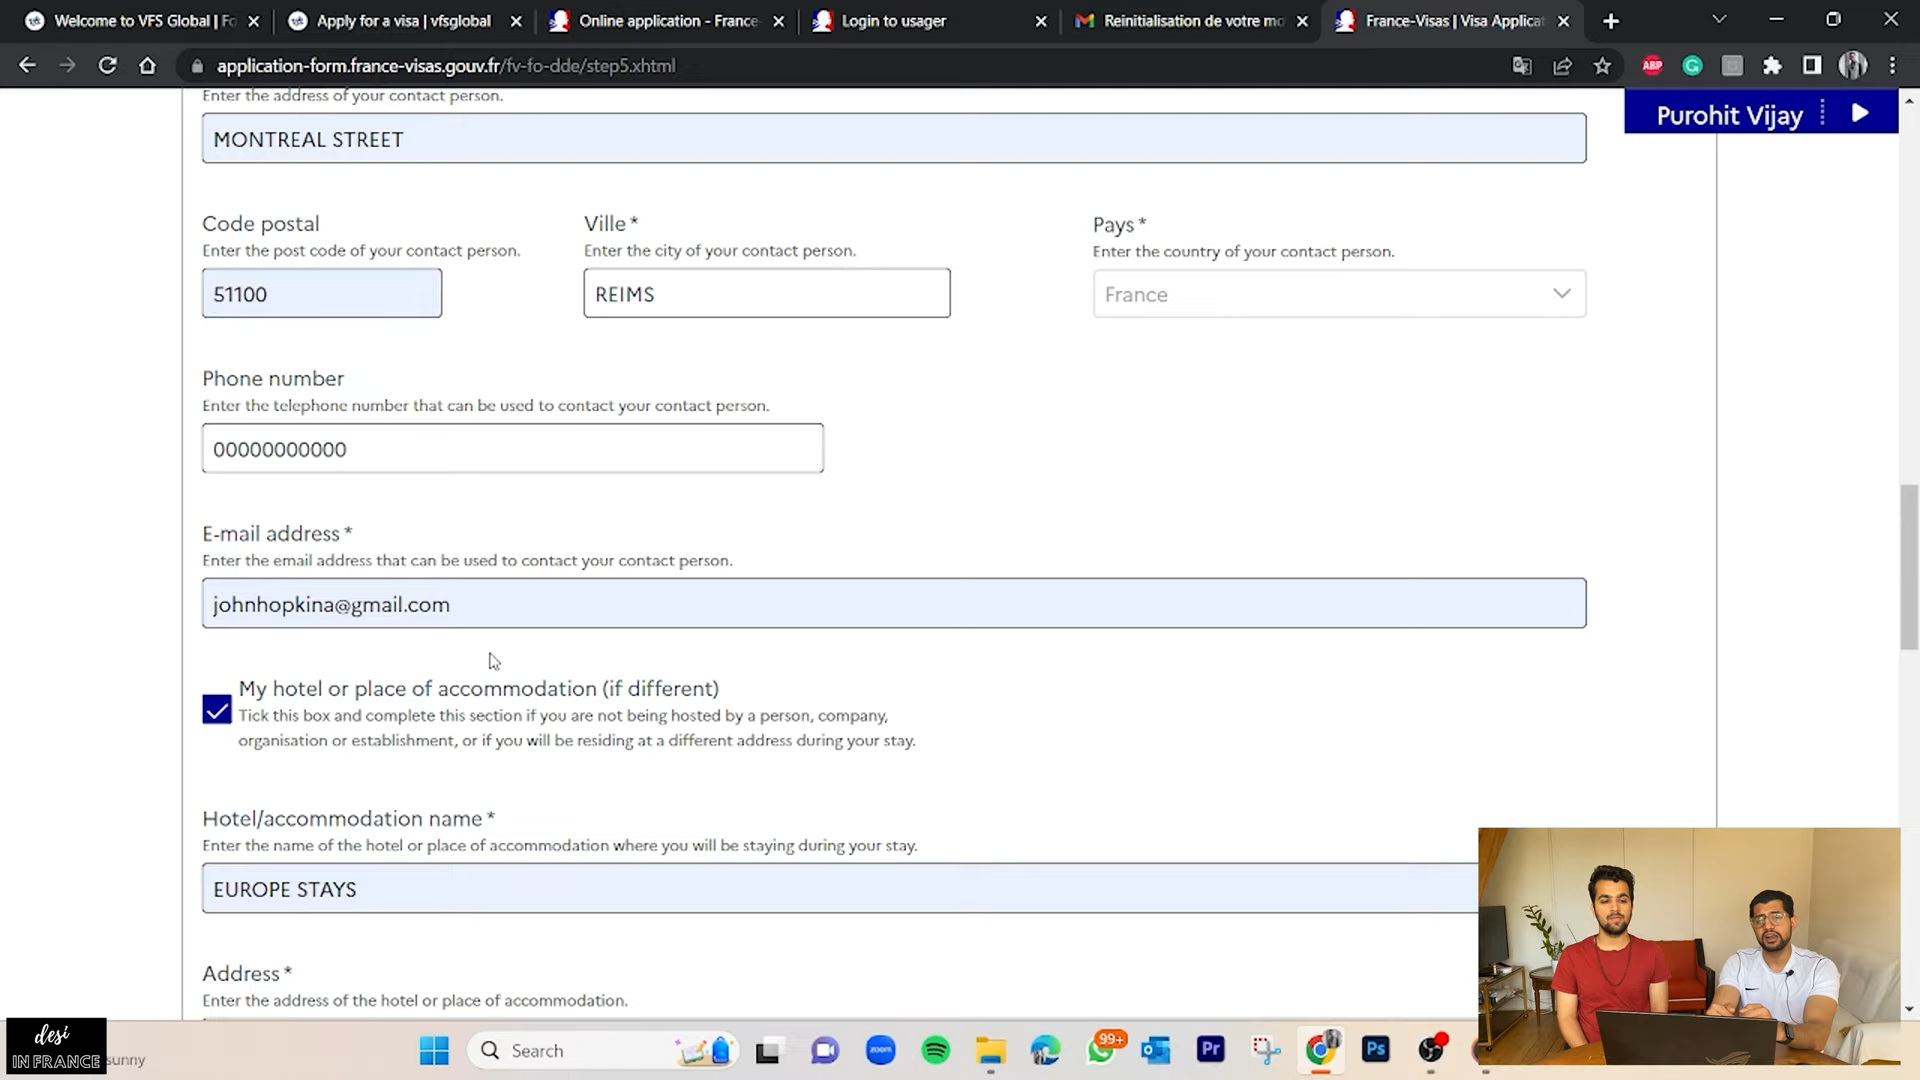 Welcome to VFS Global | Fo
Apply for a visa | vfsglobal
Online application - France-
Login to usager
Reinitialisation de votre mo
France-Visas | Visa Applicat
application-form.france-visas.gouv.fr/fv-fo-dde/step5.xhtml
ABP
Purohit Vijay
Enter the address of your contact person.
MONTREAL STREET
Code postal
Ville*
Pays*
Enter the post code of your contact person.
Enter the city of your contact person.
Enter the country of your contact person.
51100
REIMS
France
Phone number
Enter the telephone number that can be used to contact your contact person.
00000000000
E-mail address*
Enter the email address that can be used to contact your contact person.
johnhopkina@gmail.com
My hotel or place of accommodation (if different)
Tick this box and complete this section if you are not being hosted by a person, company,
organisation or establishment, or if you will be residing at a different address during your stay.
Hotel/accommodation name*
Enter the name of the hotel or place of accommodation where you will be staying during your stay.
EUROPE STAYS
Address*
Enter the address of the hotel or place of accommodation.
desi
IN FRANCE
sunny
Search
zoom
99+
Pr
Ps